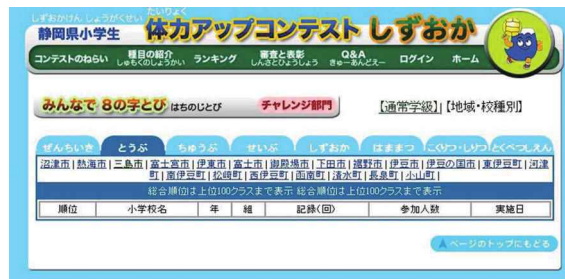 しずおかけん しょうがくせい たいりょく
静岡県小学生 体力アップコンテスト しずおか
コンテストのねらい 種目の紹介 ランキング 審査と表彰 Q&A ログイン ホーム
しゅもくのしょうかい しんさとひょうしょう きゅーあんどえー
みんなで 8の字とび はちのじとび チャレンジ部門 【通常学級】|【地域・校種別】
ぜんちいき とうぶ ちゅうぶ せいぶ しずおか はままつ こくりつ・しりつ とくべつしえん
沼津市|熱海市|三島市|富士宮市|伊東市|富士市|御殿場市|下田市|裾野市|伊豆市|伊豆の国市|東伊豆町|河津
町|南伊豆町|松崎町|西伊豆町|函南町|清水町|長泉町|小山町|
総合順位は上位100クラスまで表示 総合順位は上位100クラスまで表示
順位 小学校名 年 組 記録(回) 参加人数 実施日
ページのトップにもどる